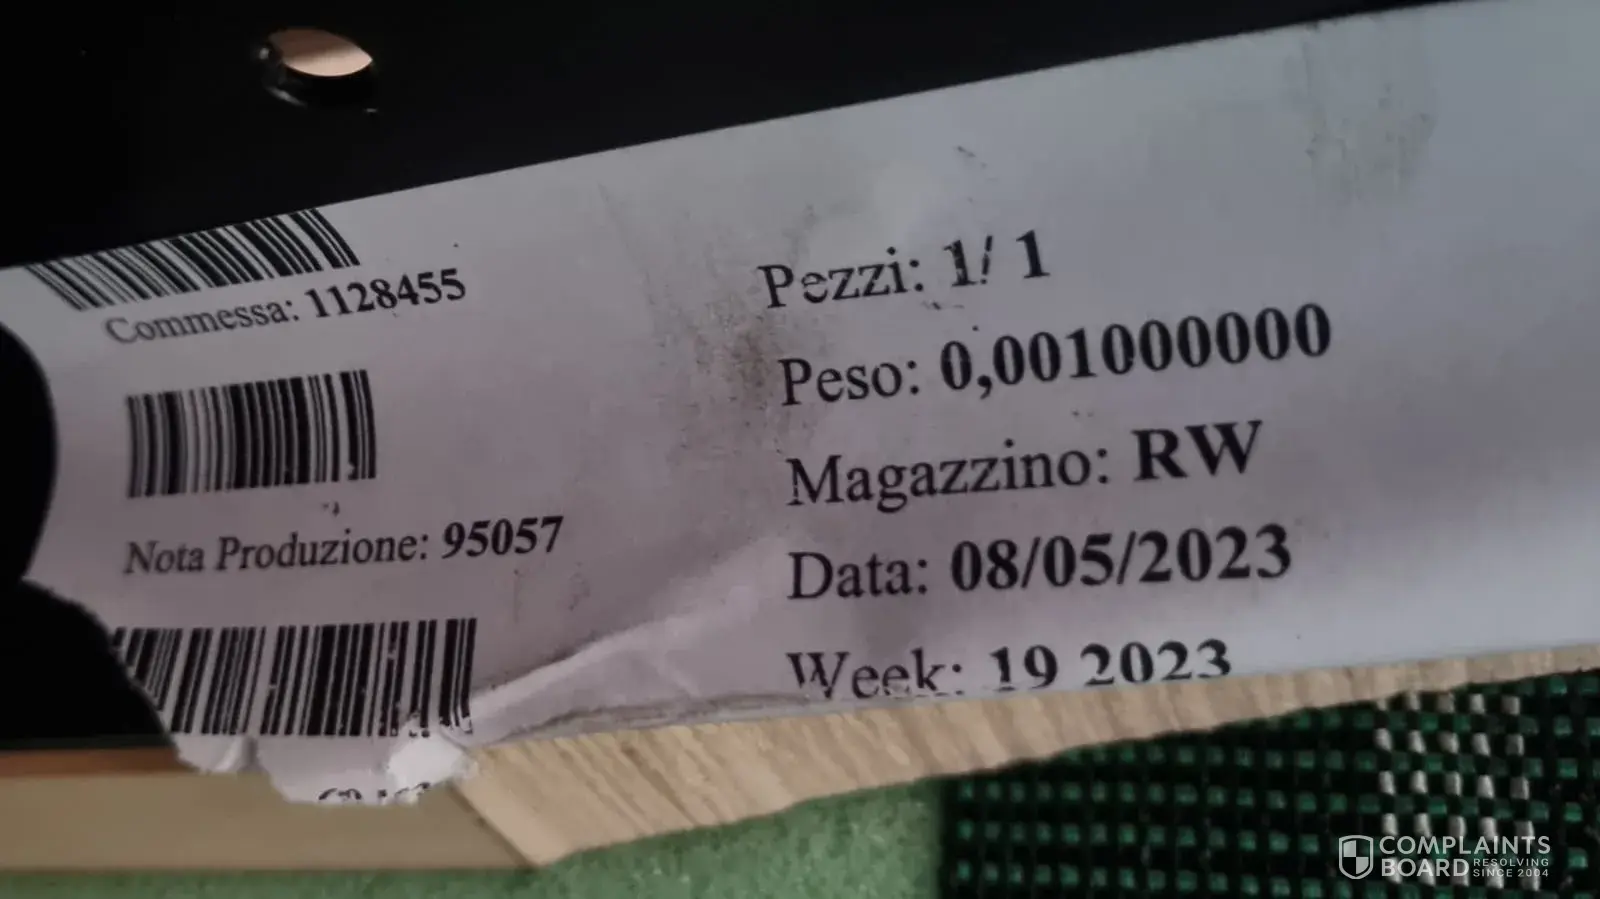 Commessa: 1128455
Nota Produzione: 95057
Pezzi: 1/ 1
Peso: 0,001000000
Magazzino: RW
Data: 08/05/2023
Week: 19 2023
COMPLAINTS
BOARD RESOLVING
SINCE 2004